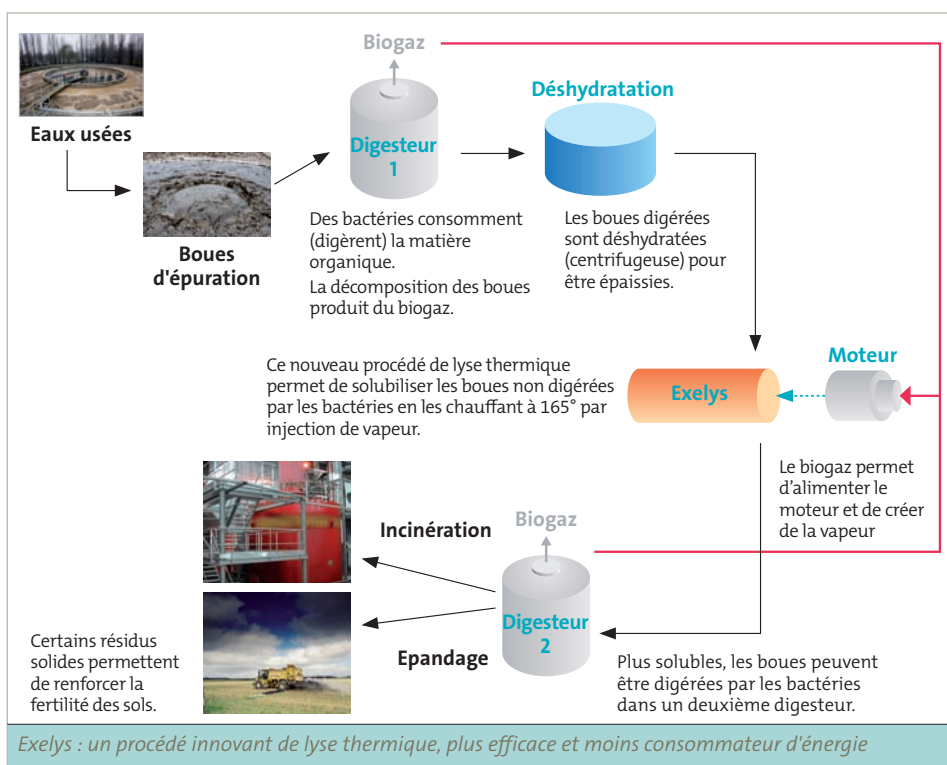 Biogaz
Déshydratation
Eaux usées
Digesteur
1
Boues
d'épuration
Des bactéries consomment
(digèrent) la matière
organique.
La décomposition des boues
produit du biogaz.
Les boues digérées
sont déshydratées
(centrifugeuse) pour
être épaissies.
Ce nouveau procédé de lyse thermique
permet de solubiliser les boues non digérées
par les bactéries en les chauffant à 165° par
injection de vapeur.
Exelys
Moteur
Le biogaz permet
d’alimenter le
moteur et de créer
de la vapeur
Incinération
Biogaz
Digesteur
2
Epandage
Certains résidus
solides permettent
de renforcer la
fertilité des sols.
Plus solubles, les boues peuvent
être digérées par les bactéries
dans un deuxième digesteur.
Exelys : un procédé innovant de lyse thermique, plus efficace et moins consommateur d'énergie